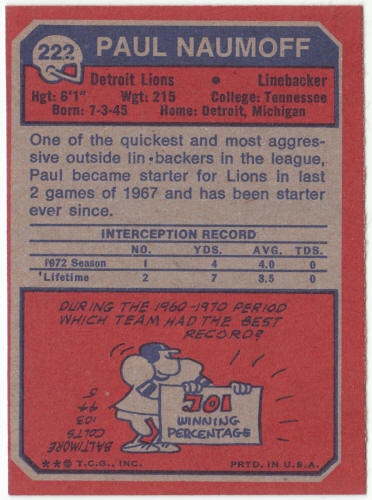 222 PAUL NAUMOFF
Detroit Lions • Linebacker
Hgt: 6'1" Wgt: 215 College: Tennessee
Born: 7-3-45 Home: Detroit, Michigan
One of the quickest and most aggres-
sive outside lin•backers in the league,
Paul became starter for Lions in last
2 games of 1967 and has been starter
ever since.
INTERCEPTION RECORD
NO. YDS. AVG. TDS.
1972 Season 1 4 4.0 0
Lifetime 2 7 3.5 0
DURING THE 1960-1970 PERIOD
WHICH TEAM HAD THE BEST
RECORD?
.701
WINNING
PERCENTAGE
BALTIMORE
COLTS
103
44
5
**© T.C.G., INC. PRTD. IN U.S.A.